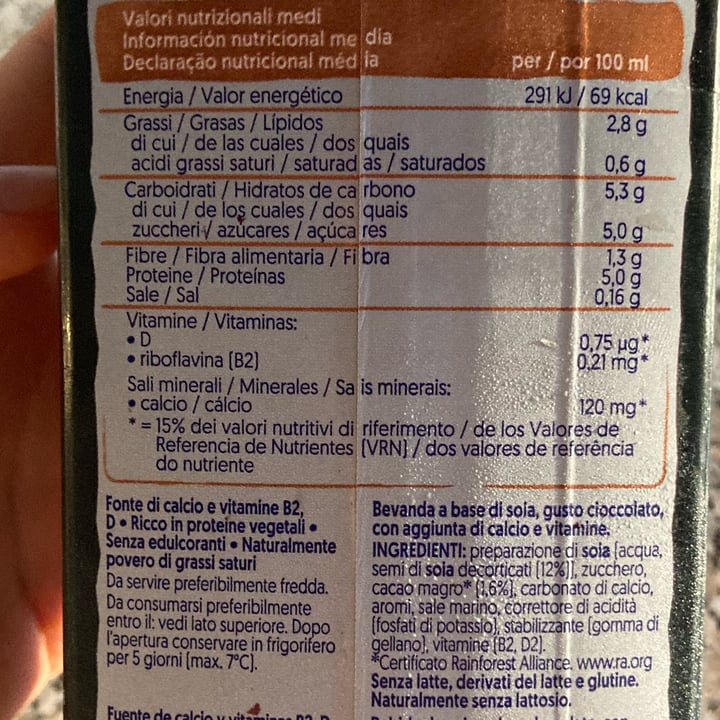 Valori nutrizionali medi
Información nutricional media
Declaração nutricional média per / por 100 ml
Energia / Valor energético 291 kJ / 69 kcal
Grassi / Grasas / Lípidos 2,8 g
di cui / de las cuales / dos quais
acidi grassi saturi / saturadas / saturados 0,6 g
Carboidrati / Hidratos de carbono 5,3 g
di cui / de los cuales / dos quais
zuccheri / azúcares / açúcares 5,0 g
Fibre / Fibra alimentaria / Fibra 1,3 g
Proteine / Proteínas 5,0 g
Sale / Sal 0,16 g
Vitamine / Vitaminas:
• D 0,75 µg*
• riboflavina (B2) 0,21 mg*
Sali minerali / Minerales / Sais minerais:
• calcio / cálcio 120 mg*
* = 15% dei valori nutritivi di riferimento / de los Valores de
Referencia de Nutrientes (VRN) / dos valores de referência
do nutriente
Fonte di calcio e vitamine B2,
D • Ricco in proteine vegetali •
Senza edulcoranti • Naturalmente
povero di grassi saturi
Da servire preferibilmente fredda.
Da consumarsi preferibilmente
entro il: vedi lato superiore. Dopo
l'apertura conservare in frigorifero
per 5 giorni (max. 7°C).
Fuente de calcio y vitaminas B2, D
Bevanda a base di soia, gusto cioccolato,
con aggiunta di calcio e vitamine.
INGREDIENTI: preparazione di soia (acqua,
semi di soia decorticati (12%)), zucchero,
cacao magro* (1,6%), carbonato di calcio,
aromi, sale marino, correttore di acidità
(fosfati di potassio), stabilizzante (gomma di
gellano), vitamine (B2, D2).
*Certificato Rainforest Alliance. www.ra.org
Senza latte, derivati del latte e glutine.
Naturalmente senza lattosio.